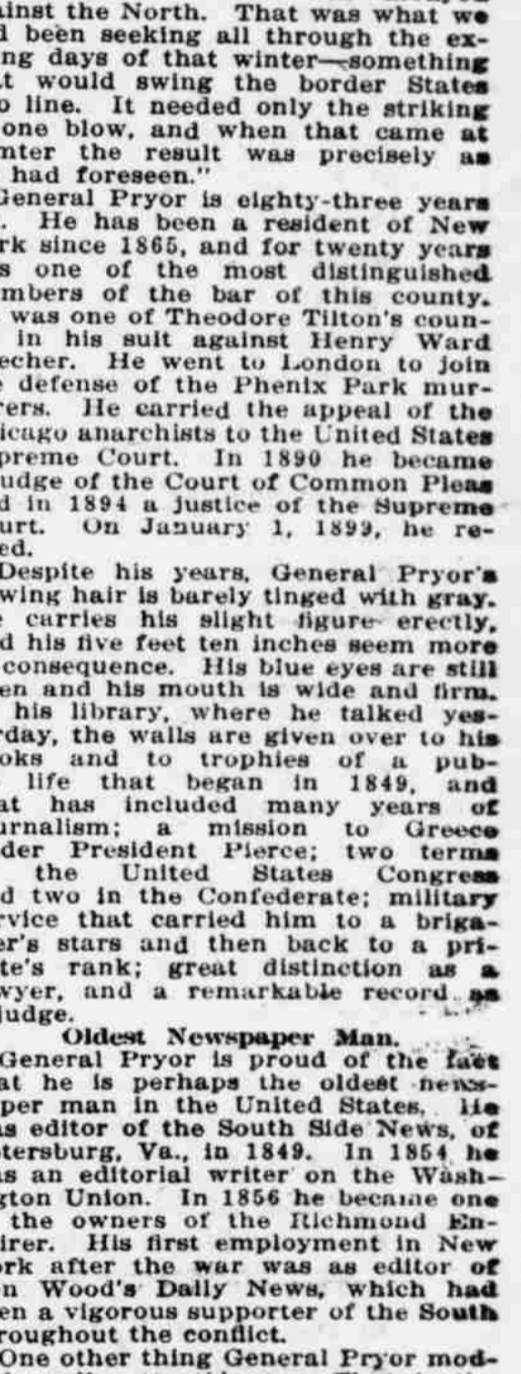 ainst the North. That was what we
d been seeking all through the ex-
ng days of that winter—something
t would swing the border States
o line. It needed only the striking
one blow, and when that came at
mter the result was precisely as
had foreseen."
General Pryor is eighty-three years
. He has been a resident of New
rk since 1865, and for twenty years
s one of the most distinguished
mbers of the bar of this county.
was one of Theodore Tilton's coun-
in his suit against Henry Ward
echer. He went to London to join
e defense of the Phenix Park mur-
rers. He carried the appeal of the
icago anarchists to the United States
preme Court. In 1890 he became
udge of the Court of Common Pleas
d in 1894 a justice of the Supreme
urt. On January 1, 1899, he re-
ed.
Despite his years, General Pryor's
wing hair is barely tinged with gray.
e carries his slight figure erectly,
d his five feet ten inches seem more
consequence. His blue eyes are still
en and his mouth is wide and firm.
his library, where he talked yes-
rday, the walls are given over to his
oks and to trophies of a pub-
life that began in 1849, and
at has included many years of
urnalism; a mission to Greece
der President Pierce; two terms
the United States Congress
d two in the Confederate; military
rvice that carried him to a briga-
er's stars and then back to a pri-
te's rank; great distinction as a
wyer, and a remarkable record as
judge.
Oldest Newspaper Man.
General Pryor is proud of the fact
at he is perhaps the oldest news-
per man in the United States. He
as editor of the South Side News, of
tersburg, Va., in 1849. In 1854 he
as an editorial writer on the Wash-
gton Union. In 1856 he became one
the owners of the Richmond En-
irer. His first employment in New
ork after the war was as editor of
n Wood's Daily News, which had
en a vigorous supporter of the South
roughout the conflict.
One other thing General Pryor mod-